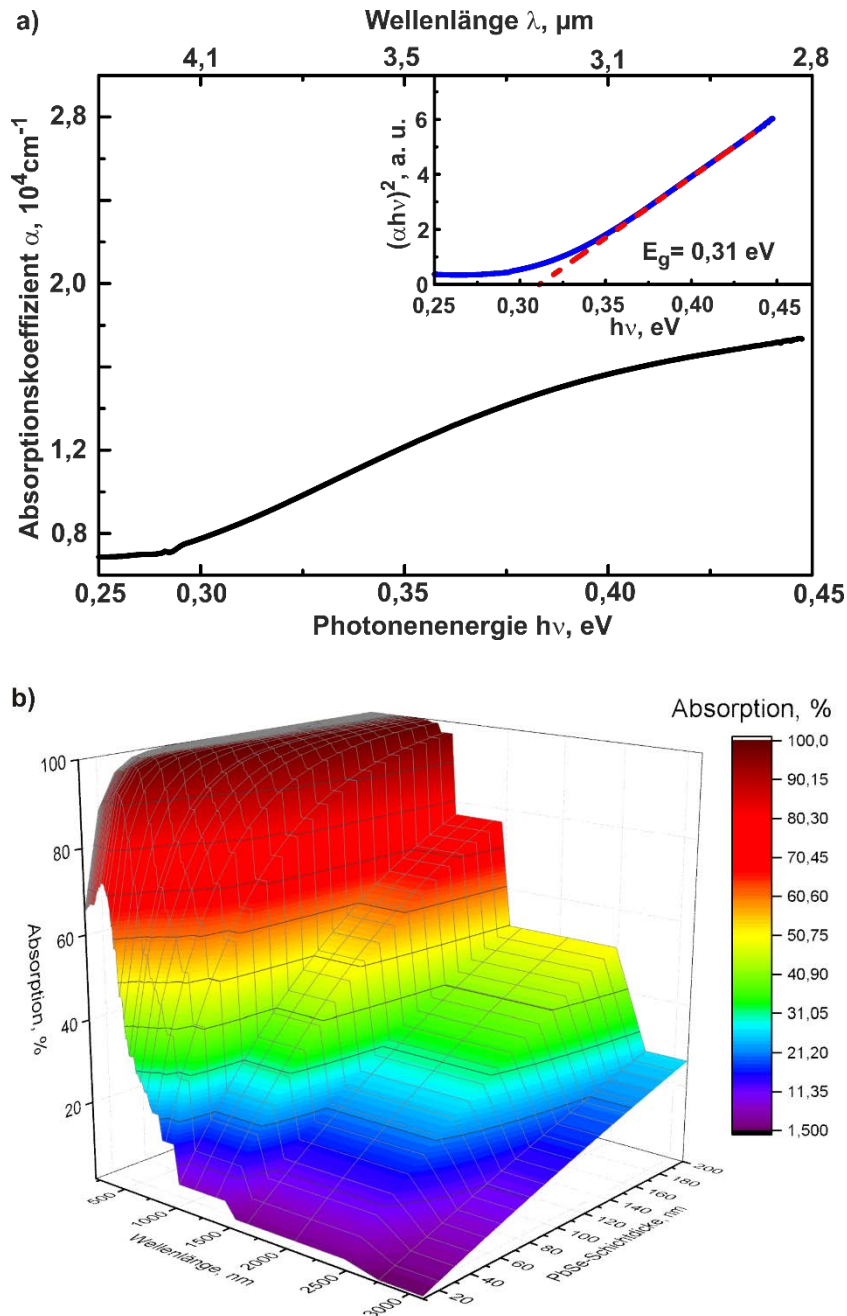 a)
Wellenlänge λ, µm
4,1 3,5 3,1 2,8
Absorptionskoeffizient α, 10⁴cm⁻¹
2,8
2,0
1,2
0,8
(αhν)², a. u.
6
4
2
0
E_g= 0,31 eV
0,25 0,30 0,35 0,40 0,45
hν, eV
0,25 0,30 0,35 0,40 0,45
Photonenenergie hν, eV
b)
Absorption, %
100,0
90,15
80,30
70,45
60,60
50,75
40,90
31,05
21,20
11,35
1,500
Absorption, %
100
80
60
40
20
500 1000 1500 2000 2500 3000
Wellenlänge, nm
20 40 60 80 100 120 140 160 180 200
PbSe-Schichtdicke, nm